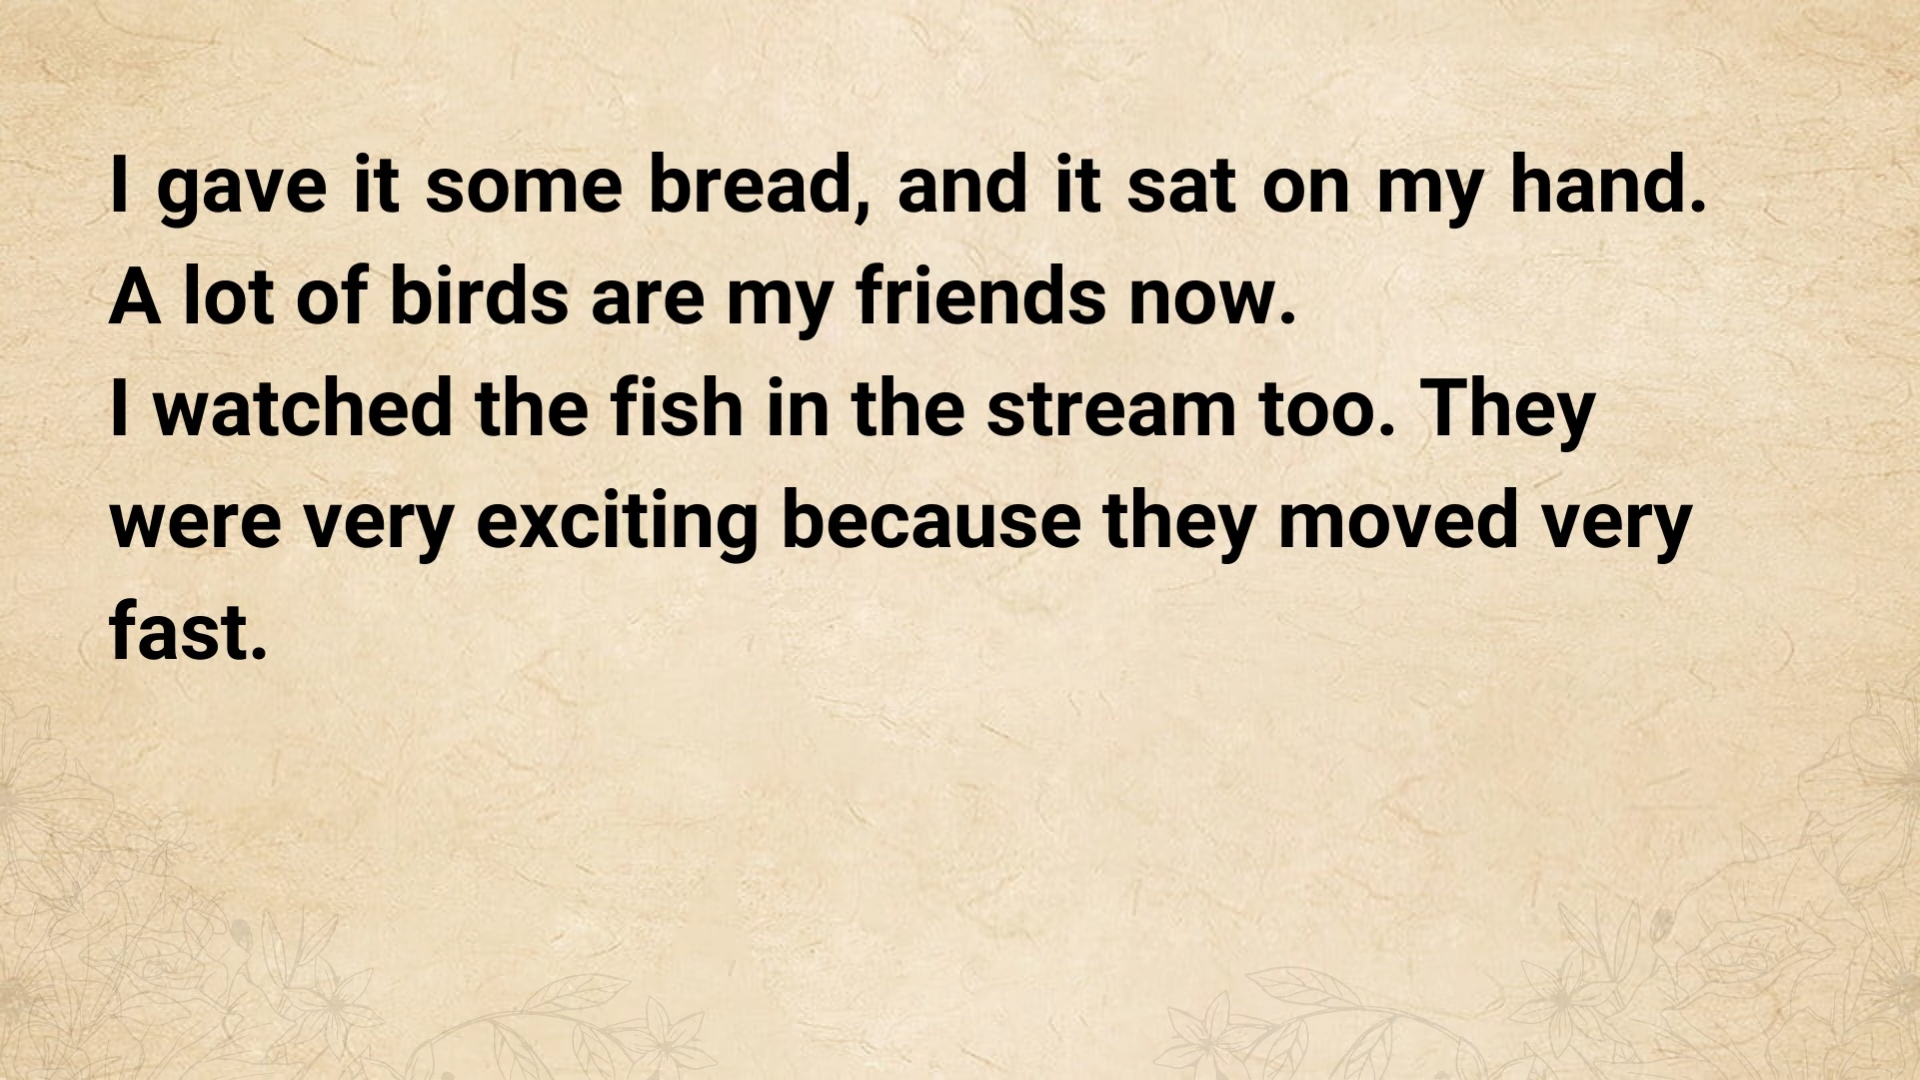 I gave it some bread, and it sat on my hand.
A lot of birds are my friends now.
I watched the fish in the stream too. They
were very exciting because they moved very
fast.